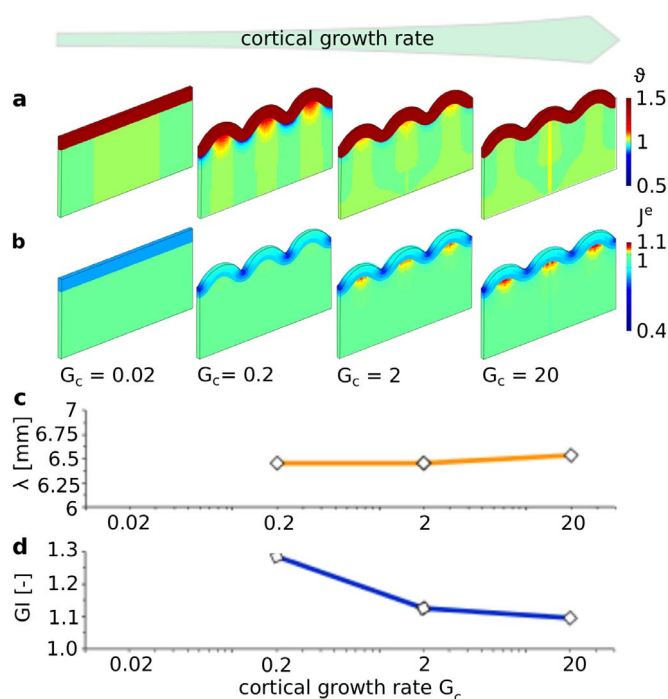 cortical growth rate
a
ϑ
1.5
1
0.5
b
Jᵉ
1.1
1
0.4
G_c = 0.02 G_c= 0.2 G_c = 2 G_c = 20
c
λ [mm]
7
6.75
6.5
6.25
6
0.02 0.2 2 20
d
GI [-]
1.3
1.2
1.1
1.0
0.02 0.2 2 20
cortical growth rate G_c